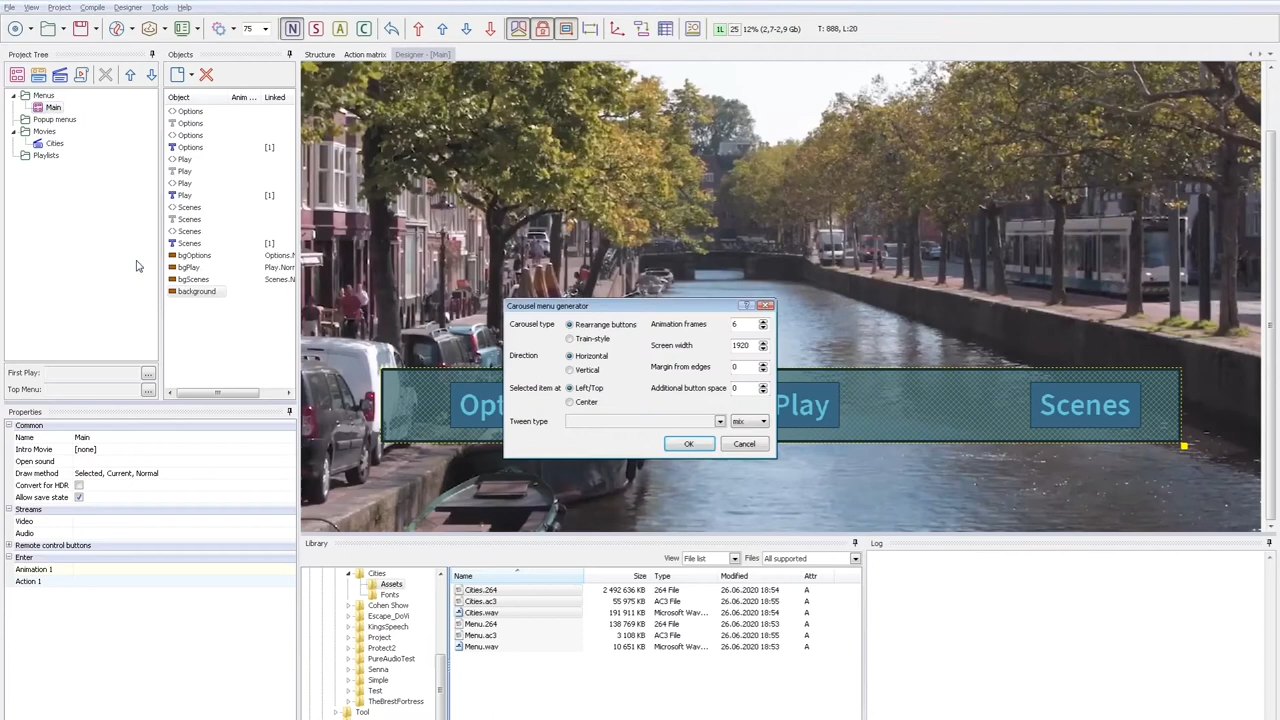 File View Project Compile Designer Tools BG Help
75 N S A C 1L 25 12% (2,7-2,9 Gb) T: 888, L:20
Project Tree
Objects
Structure Action matrix Designer - [Main]
Menus
Main
Popup menus
Movies
Cities
Playlists
Object Anim ... Linked
Options
Options
Options
Options [1]
Play
Play
Play
Play [1]
Scenes
Scenes
Scenes
Scenes [1]
bgOptions Options.N
bgPlay Play.Norr
bgScenes Scenes.N
background
First Play: ...
Top Menu: ...
Properties
Common
Name Main
Intro Movie [none]
Open sound
Draw method Selected, Current, Normal
Convert for HDR
Allow save state
Streams
Video
Audio
Remote control buttons
Enter
Animation 1
Action 1
Opt
Play
Scenes
Carousel menu generator
Carousel type Rearrange buttons Animation frames 6
Train-style
Screen width 1920
Direction Horizontal
Margin from edges 0
Vertical
Selected item at Left/Top Additional button space 0
Center
Tween type mix
OK Cancel
Library
View File list Files All supported
Cities
Assets
Fonts
Cohen Show
Escape_DoVi
KingsSpeech
Project
Protect2
PureAudioTest
Senna
Simple
Test
TheBrestFortress
Tool
Name Size Type Modified Attr
Cities.264 2 492 636 KB 264 File 26.06.2020 18:54 A
Cities.ac3 55 975 KB AC3 File 26.06.2020 18:54 A
Cities.wav 191 911 KB Microsoft Wav... 26.06.2020 18:54 A
Menu.264 138 769 KB 264 File 26.06.2020 18:53 A
Menu.ac3 3 108 KB AC3 File 26.06.2020 18:55 A
Menu.wav 10 651 KB Microsoft Wav... 26.06.2020 18:53 A
Log